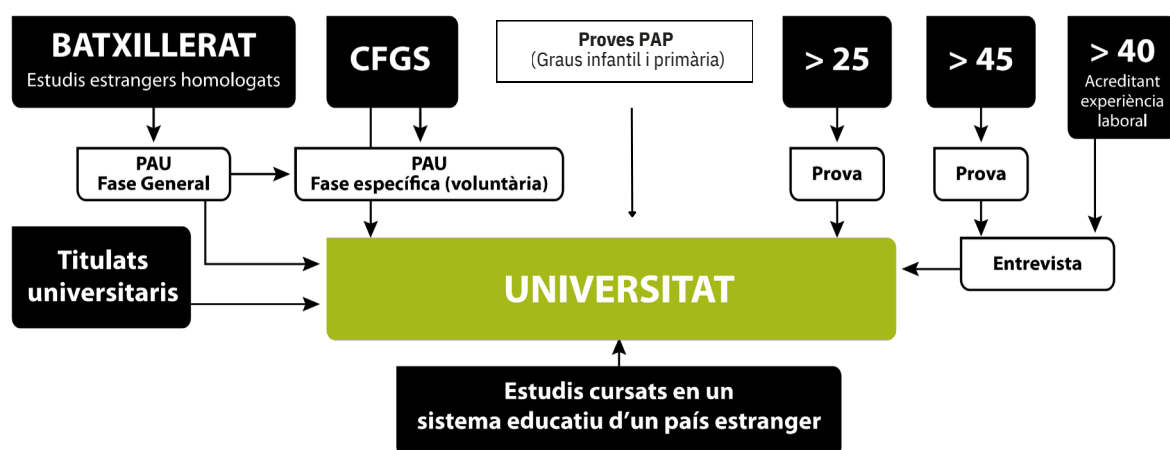 BATXILLERAT
Estudis estrangers homologats
CFGS
Proves PAP
(Graus infantil i primària)
> 25
> 45
> 40
Acreditant
experiència
laboral
PAU
Fase General
PAU
Fase específica (voluntària)
Prova
Prova
Titulats
universitaris
UNIVERSITAT
Entrevista
Estudis cursats en un
sistema educatiu d’un país estranger